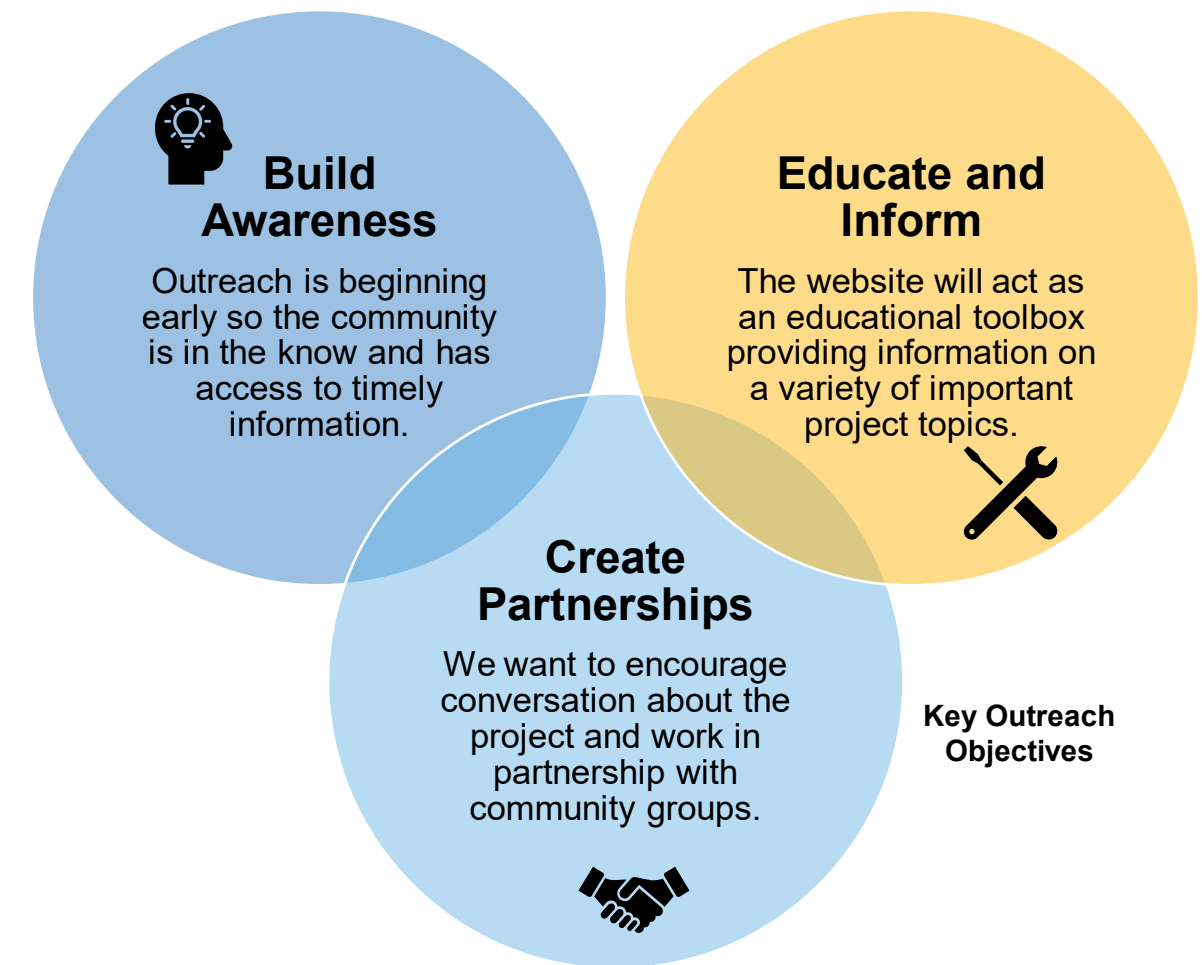 Build
Awareness
Outreach is beginning
early so the community
is in the know and has
access to timely
information.
Educate and
Inform
The website will act as
an educational toolbox
providing information on
a variety of important
project topics.
Create
Partnerships
We want to encourage
conversation about the
project and work in
partnership with
community groups.
Key Outreach
Objectives